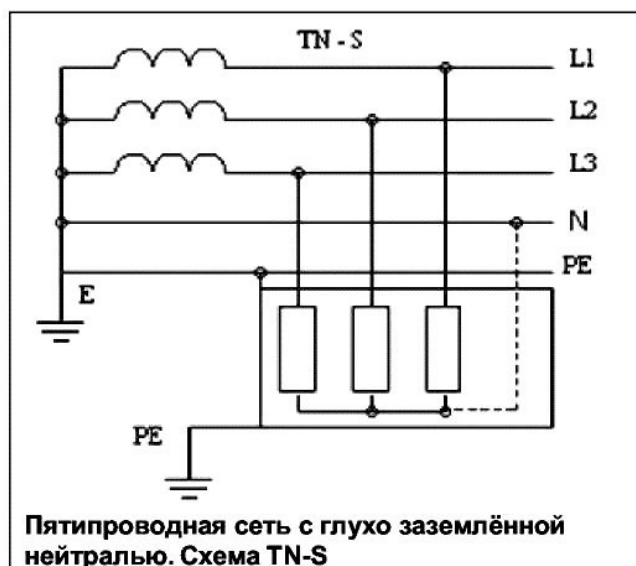 TN - S
L1
L2
L3
N
PE
E
PE
Пятипроводная сеть с глухо заземлённой
нейтралью. Схема TN-S